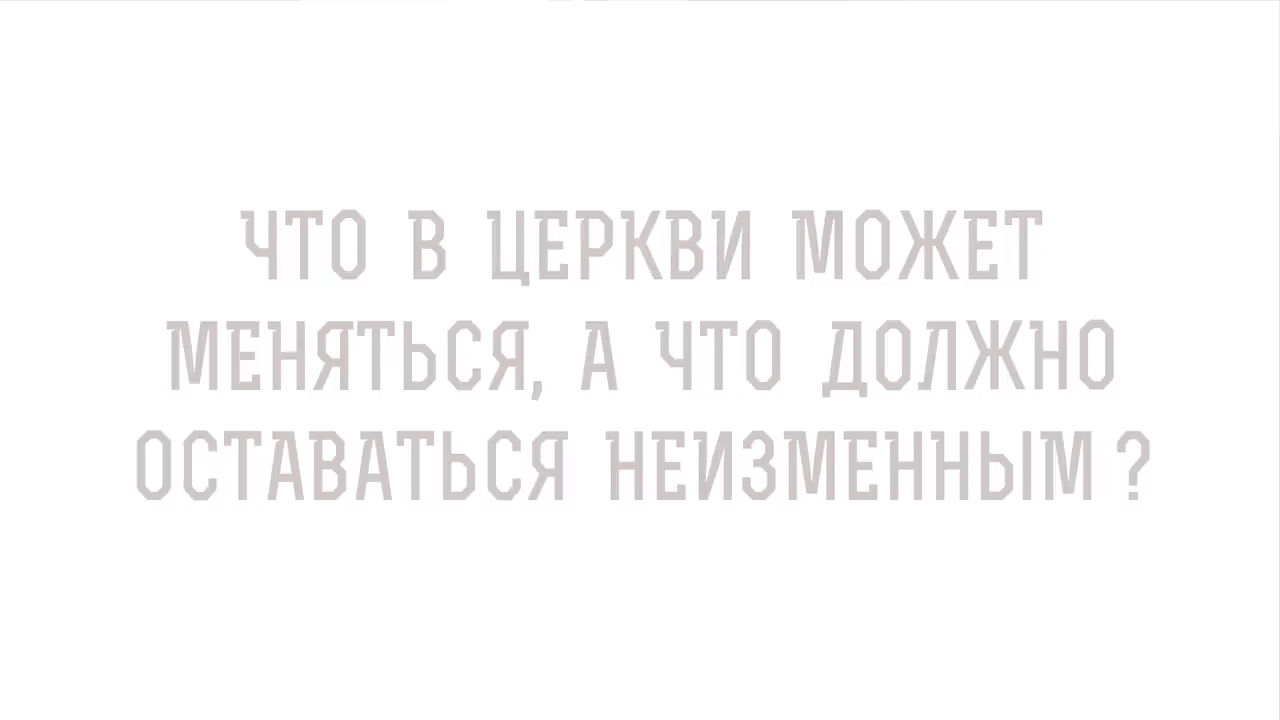 ЧТО В ЦЕРКВИ МОЖЕТ
МЕНЯТЬСЯ, А ЧТО ДОЛЖНО
ОСТАВАТЬСЯ НЕИЗМЕННЫМ ?